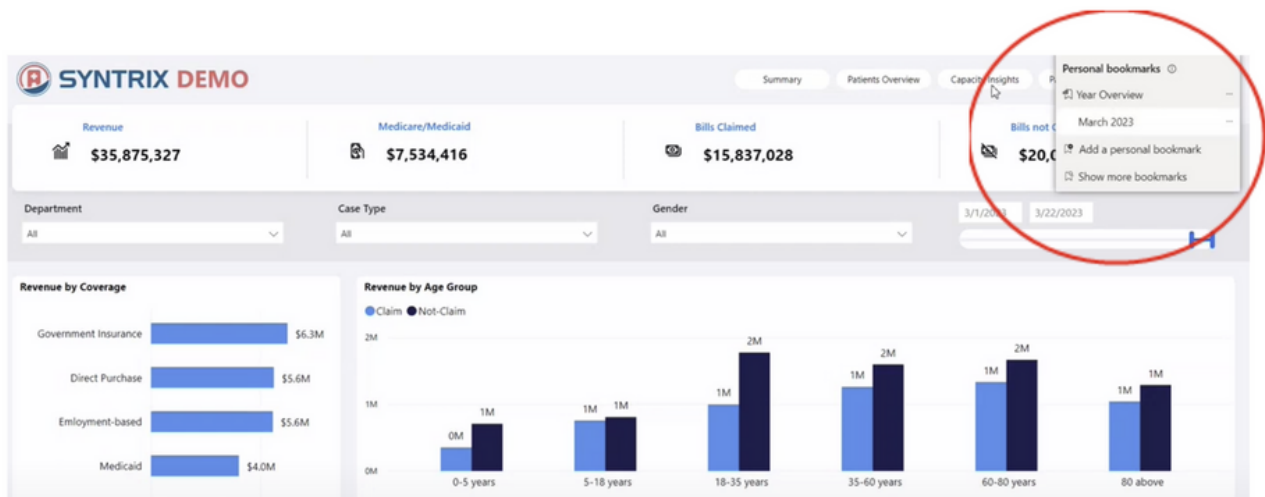 SYNTRIX DEMO
Summary
Patients Overview
Capacity Insights
Personal bookmarks
Year Overview
March 2023
Add a personal bookmark
Show more bookmarks
Revenue
$35,875,327
Medicare/Medicaid
$7,534,416
Bills Claimed
$15,837,028
Bills not
Department
All
Case Type
All
Gender
All
3/1/2023
3/22/2023
Revenue by Coverage
Government Insurance
$6.3M
Direct Purchase
$5.6M
Emloyment-based
$5.6M
Medicaid
$4.0M
Revenue by Age Group
Claim Not-Claim
2M
1M
0M
0M
1M
1M
1M
1M
2M
1M
2M
1M
2M
1M
1M
0-5 years
5-18 years
18-35 years
35-60 years
60-80 years
80 above